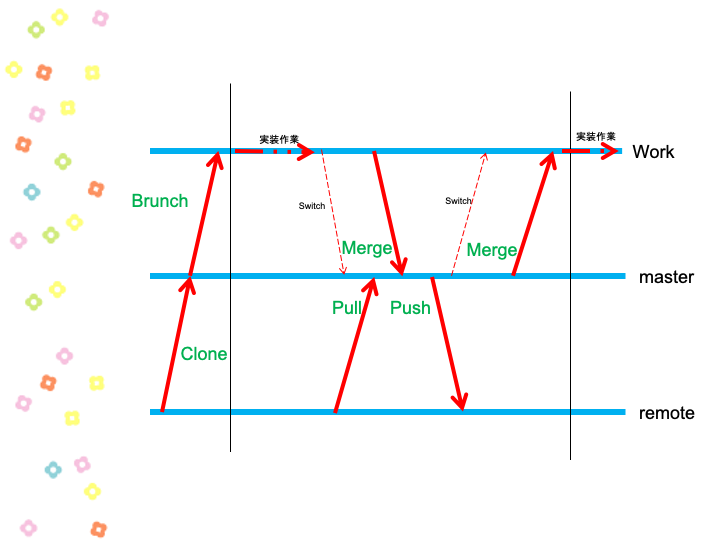 実装作業
実装作業
Work
Brunch
Switch
Switch
Merge
Merge
master
Pull
Push
Clone
remote